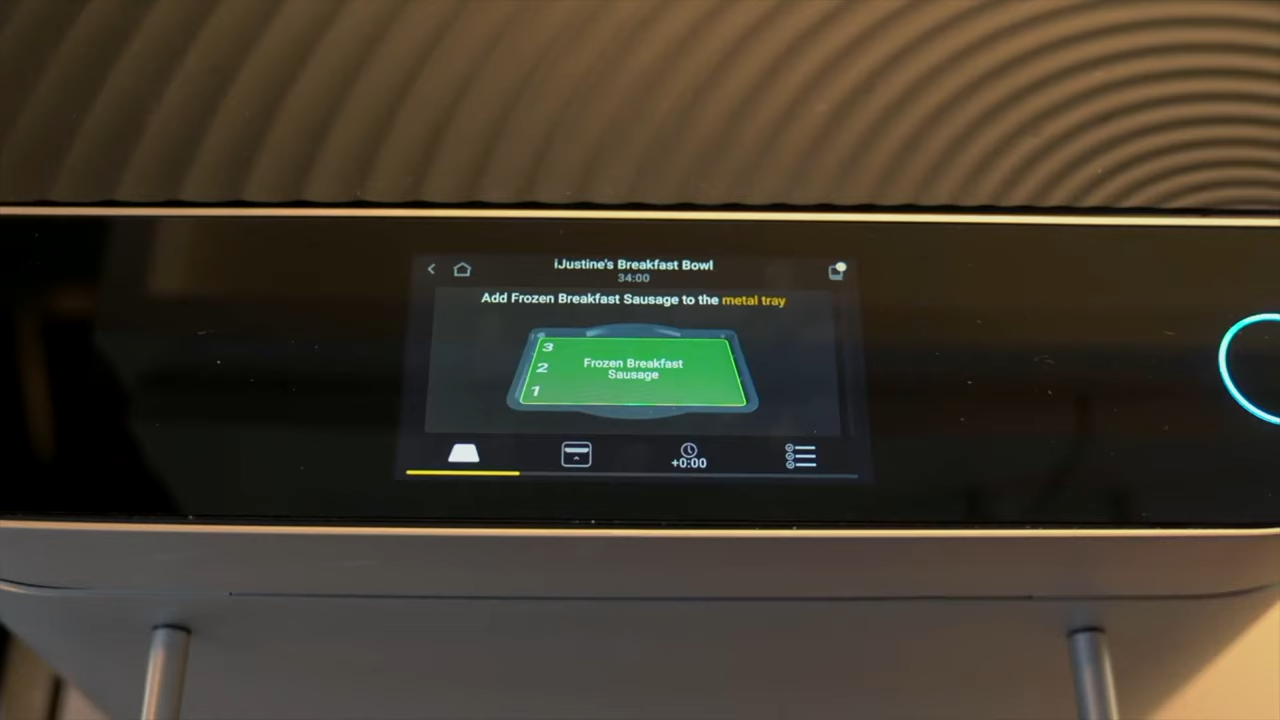 iJustine's Breakfast Bowl
34:00
Add Frozen Breakfast Sausage to the metal tray
3
2
1
Frozen Breakfast
Sausage
+0:00